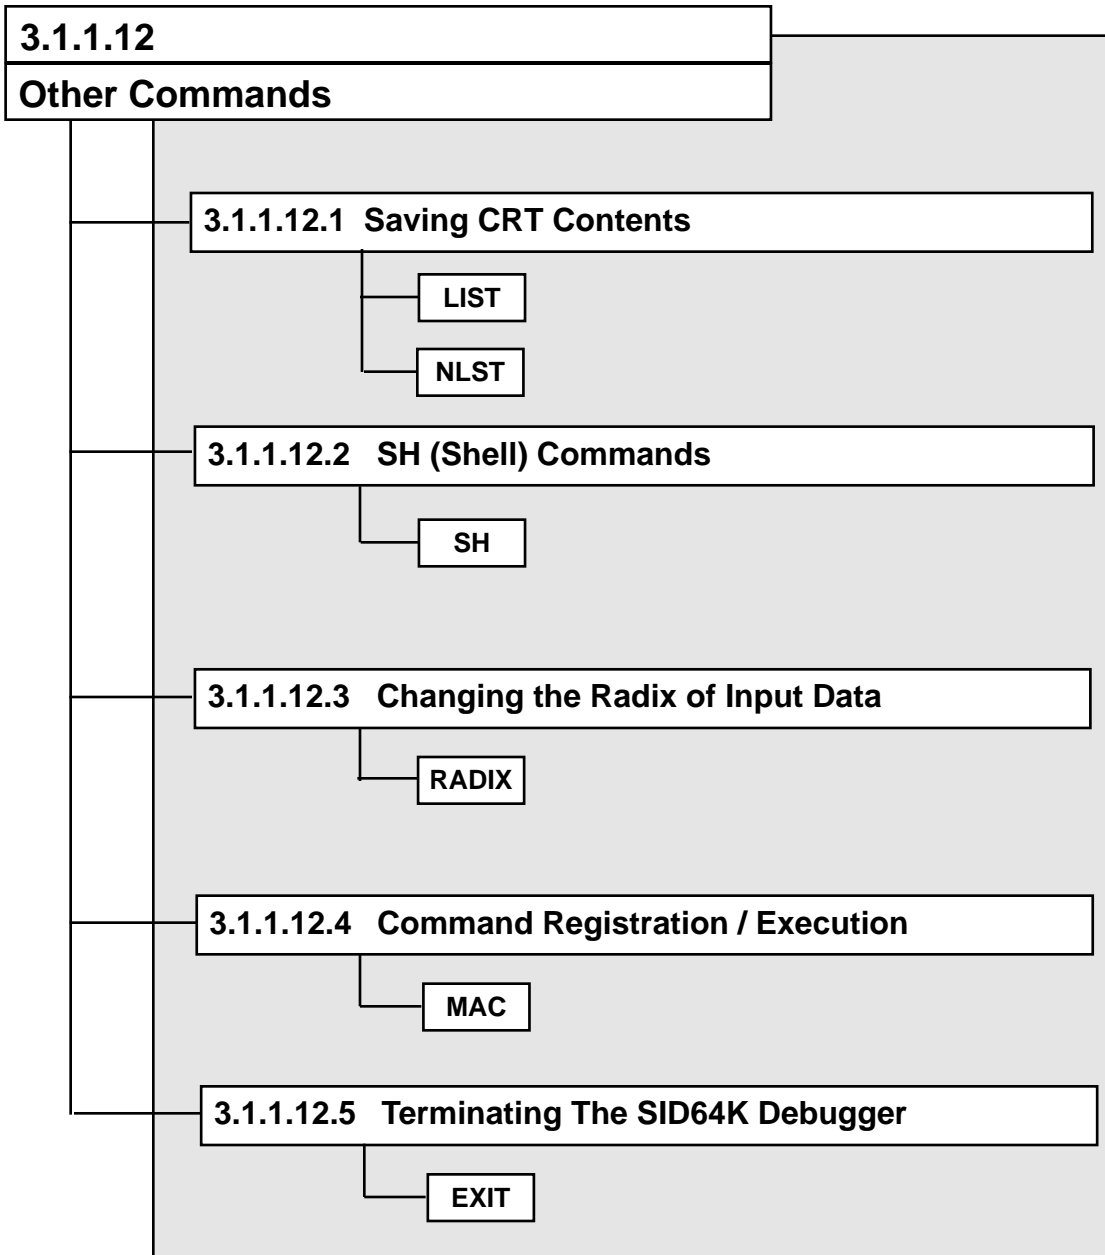 3.1.1.12
Other Commands
3.1.1.12.1 Saving CRT Contents
LIST
NLST
3.1.1.12.2 SH (Shell) Commands
SH
3.1.1.12.3 Changing the Radix of Input Data
RADIX
3.1.1.12.4 Command Registration / Execution
MAC
3.1.1.12.5 Terminating The SID64K Debugger
EXIT